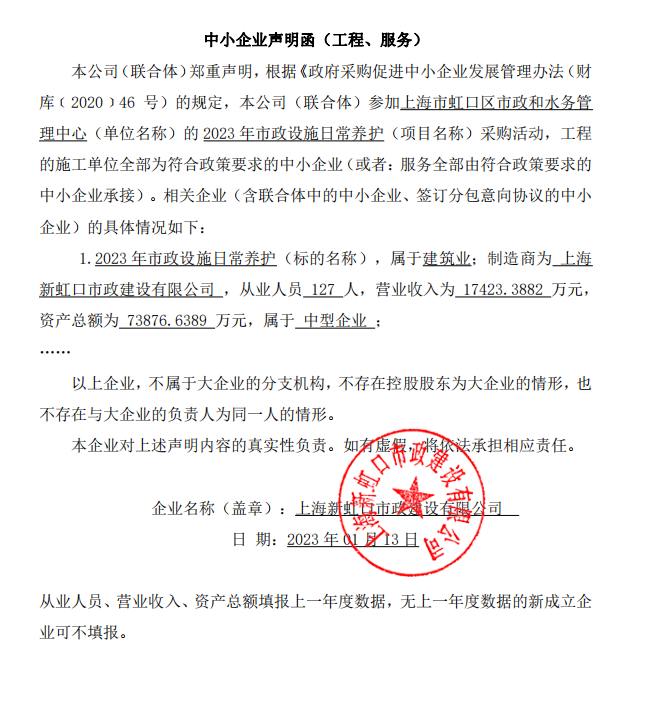 中小企业声明函（工程、服务）
本公司（联合体）郑重声明，根据《政府采购促进中小企业发展管理办法（财
库﹝2020﹞46 号）的规定，本公司（联合体）参加上海市虹口区市政和水务管
理中心（单位名称）的 2023 年市政设施日常养护（项目名称）采购活动，工程
的施工单位全部为符合政策要求的中小企业（或者：服务全部由符合政策要求的
中小企业承接）。相关企业（含联合体中的中小企业、签订分包意向协议的中小
企业）的具体情况如下：
1.2023 年市政设施日常养护（标的名称），属于建筑业；制造商为 上海
新虹口市政建设有限公司 ，从业人员 127 人，营业收入为 17423.3882 万元，
资产总额为 73876.6389 万元，属于 中型企业 ；
……
以上企业，不属于大企业的分支机构，不存在控股股东为大企业的情形，也
不存在与大企业的负责人为同一人的情形。
本企业对上述声明内容的真实性负责。如有虚假，将依法承担相应责任。
企业名称（盖章）：上海新虹口市政建设有限公司
日 期：2023 年 01 月 13 日
上海新虹口市政建设有限公司
从业人员、营业收入、资产总额填报上一年度数据，无上一年度数据的新成立企
业可不填报。